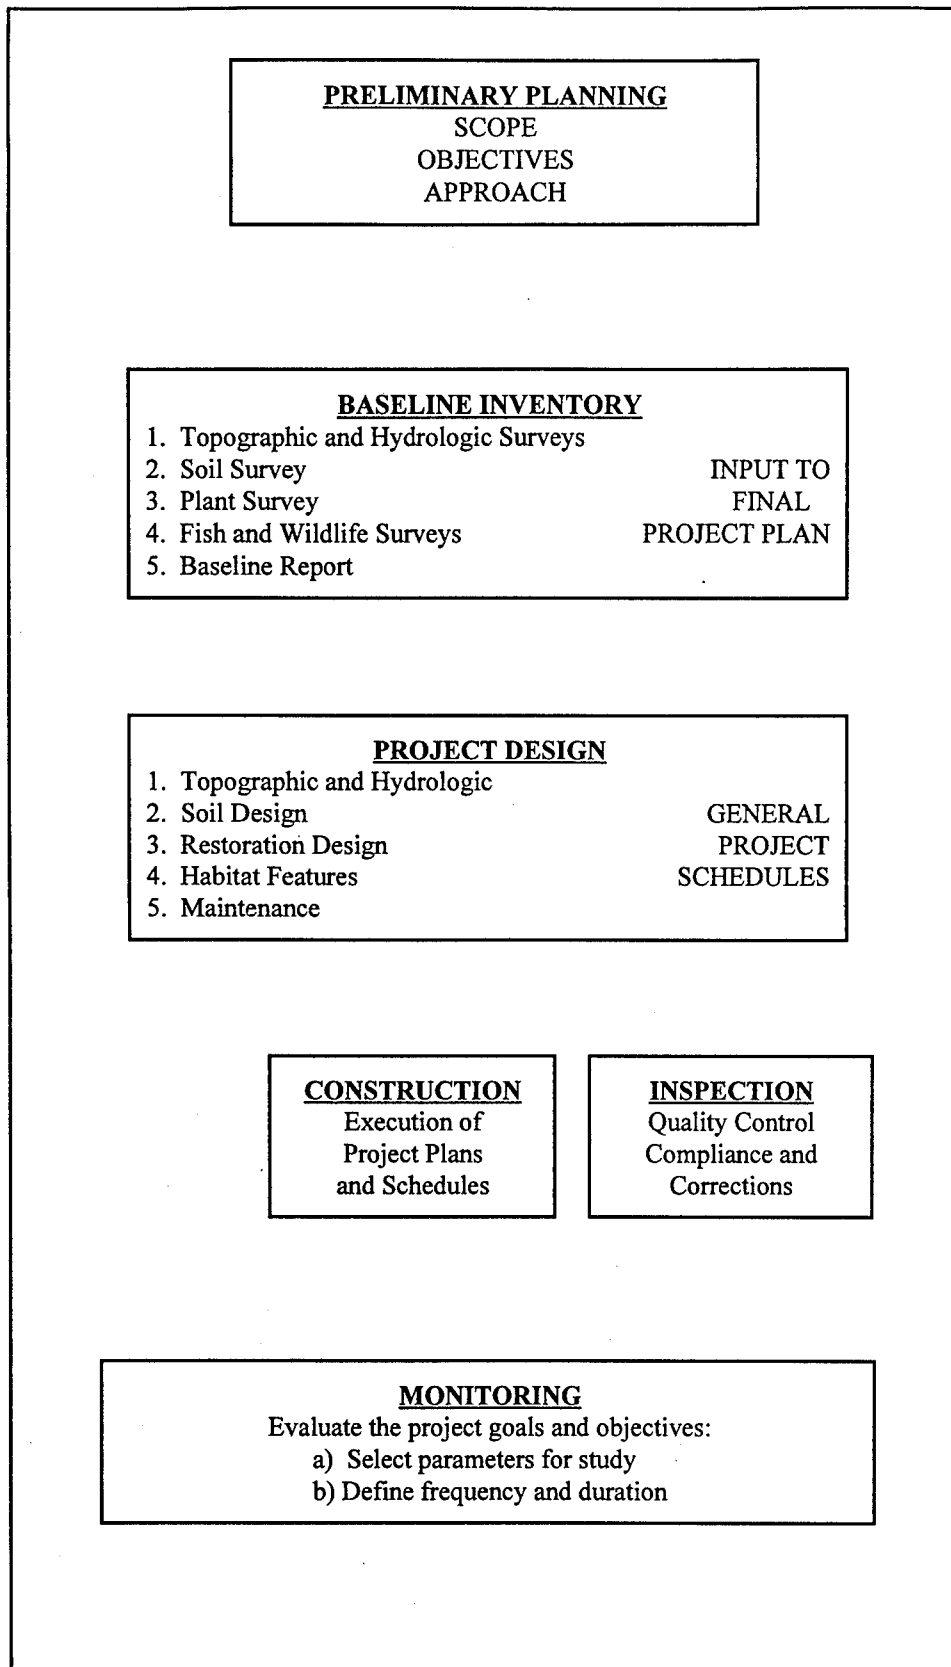 PRELIMINARY PLANNING
SCOPE
OBJECTIVES
APPROACH
BASELINE INVENTORY
1. Topographic and Hydrologic Surveys
2. Soil Survey INPUT TO
3. Plant Survey FINAL
4. Fish and Wildlife Surveys PROJECT PLAN
5. Baseline Report
PROJECT DESIGN
1. Topographic and Hydrologic
2. Soil Design GENERAL
3. Restoration Design PROJECT
4. Habitat Features SCHEDULES
5. Maintenance
CONSTRUCTION
Execution of
Project Plans
and Schedules
INSPECTION
Quality Control
Compliance and
Corrections
MONITORING
Evaluate the project goals and objectives:
a) Select parameters for study
b) Define frequency and duration